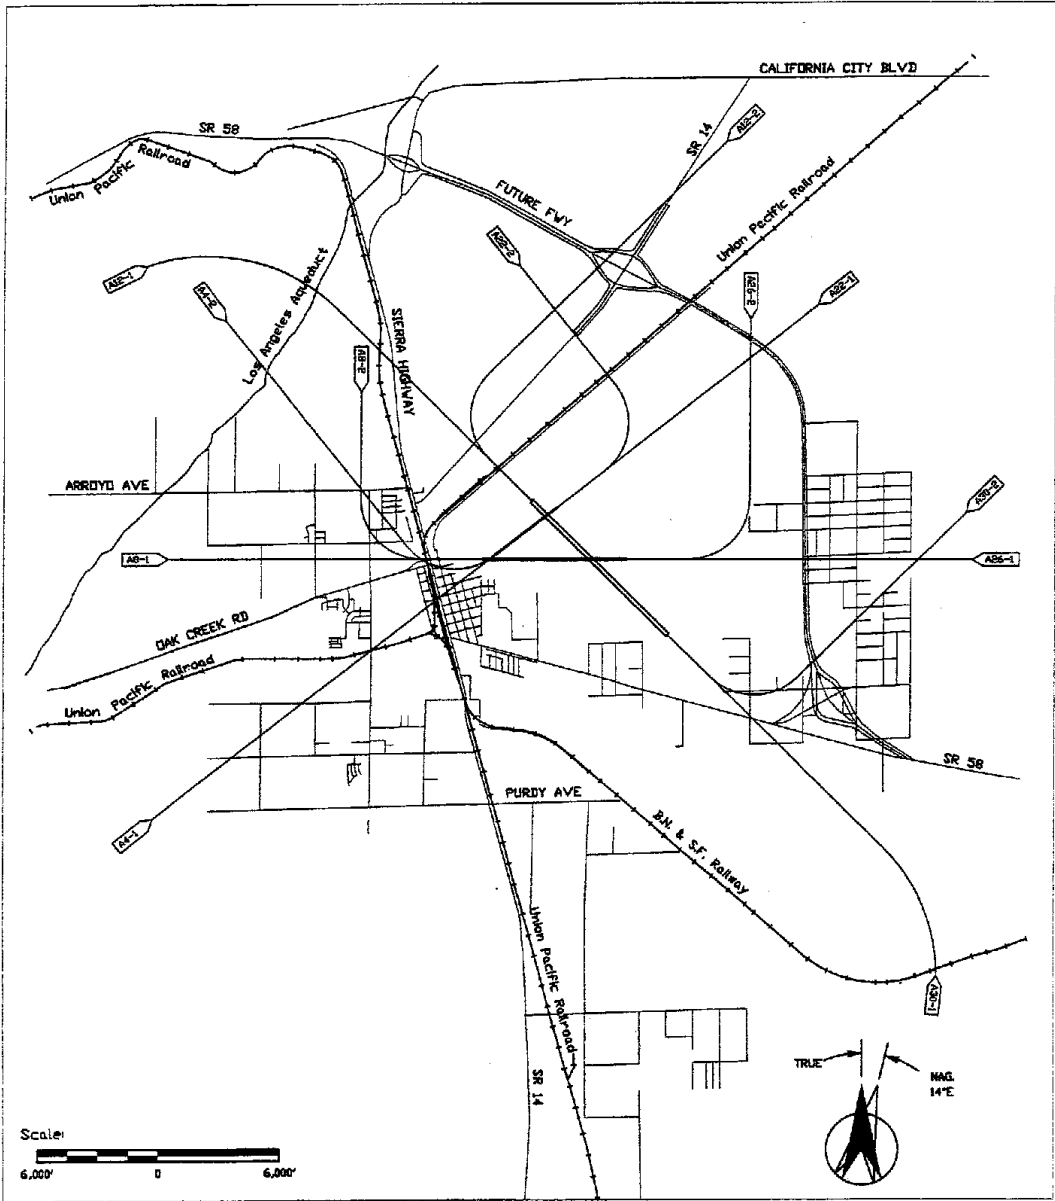 CALIFORNIA CITY BLVD
SR 58
SR 14
A12-2
Union Pacific Railroad
Union Pacific Railroad
FUTURE FWY
A22-2
A12-1
A4-2
Los Angeles Aqueduct
A26-2
A22-1
SIERRA HIGHWAY
A8-2
ARROYO AVE
A30-2
A8-1
A26-1
OAK CREEK RD
Union Pacific Railroad
SR 58
PURDY AVE
A4-1
B.N. & S.F. Railway
Union Pacific Railroad
A30-1
TRUE
MAG.
14°E
SR 14
Scale:
6,000' 0 6,000'